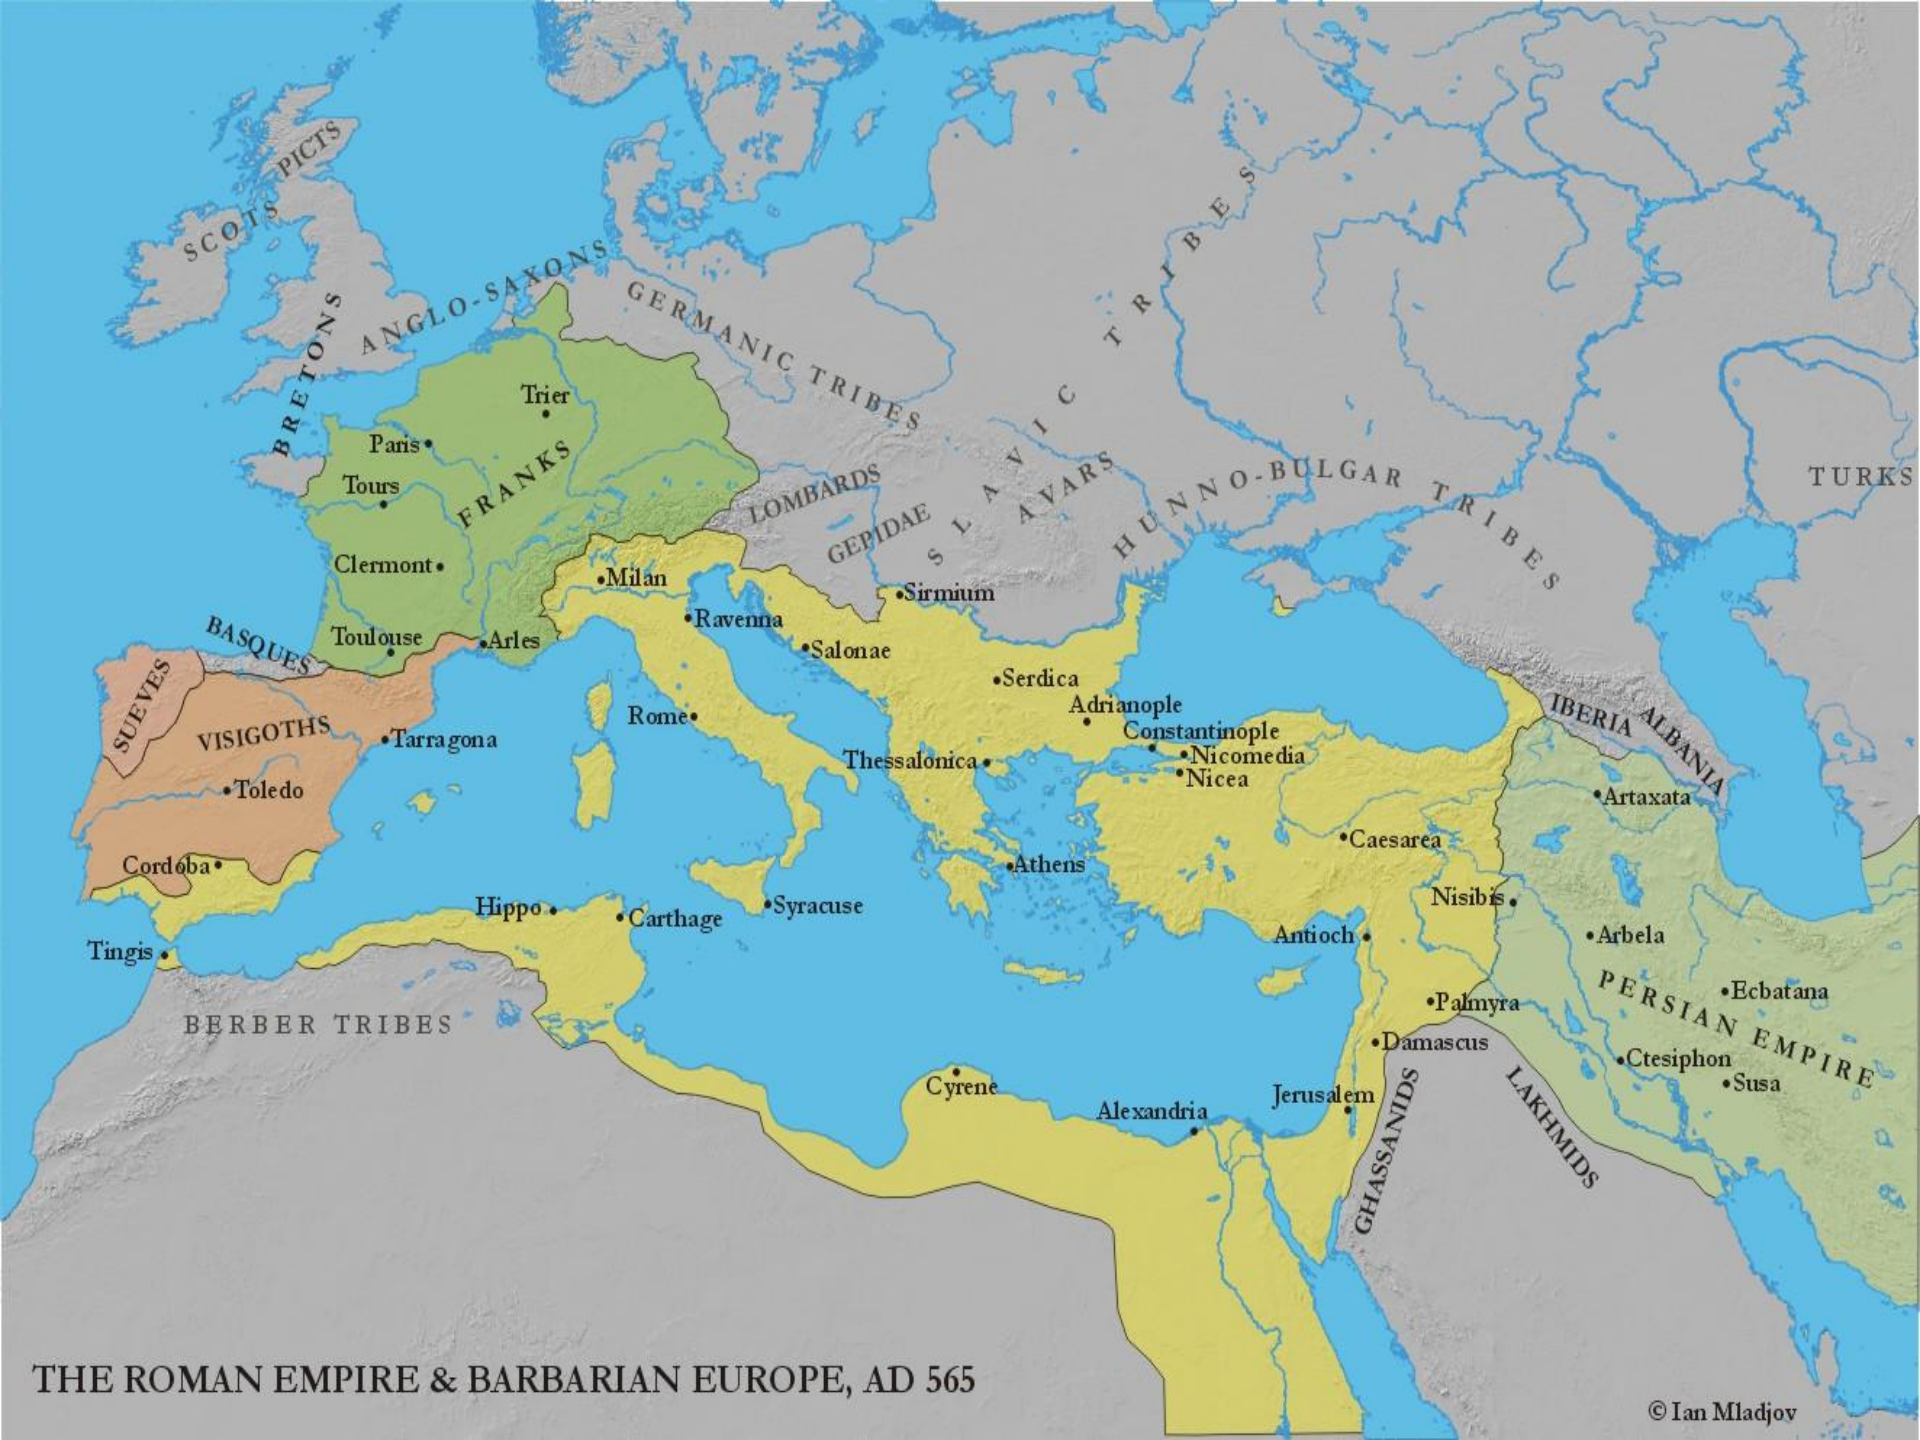 PICTS
SCOTS
ANGLO-SAXONS
BRETONS
GERMANIC TRIBES
SLAVIC TRIBES
Trier
Paris
FRANKS
Tours
LOMBARDS
AVARS
HUNNO-BULGAR TRIBES
TURKS
GEPIDAE
Clermont
Milan
Sirmium
Ravenna
BASQUES
Toulouse
Arles
Salonae
SUEVES
Serdica
VISIGOTHS
Rome
Adrianople
IBERIA
ALBANIA
Tarragona
Constantinople
Thessalonica
Nicomedia
Nicea
Toledo
Artaxata
Caesarea
Cordoba
Athens
Nisibis
Hippo
Carthage
Syracuse
Tingis
Antioch
Arbela
PERSIAN EMPIRE
Ecbatana
Palmyra
BERBER TRIBES
Damascus
Ctesiphon
Susa
Cyrene
Jerusalem
Alexandria
GHASSANIDS
LAKHMIDS
THE ROMAN EMPIRE & BARBARIAN EUROPE, AD 565
© Ian Mladjov